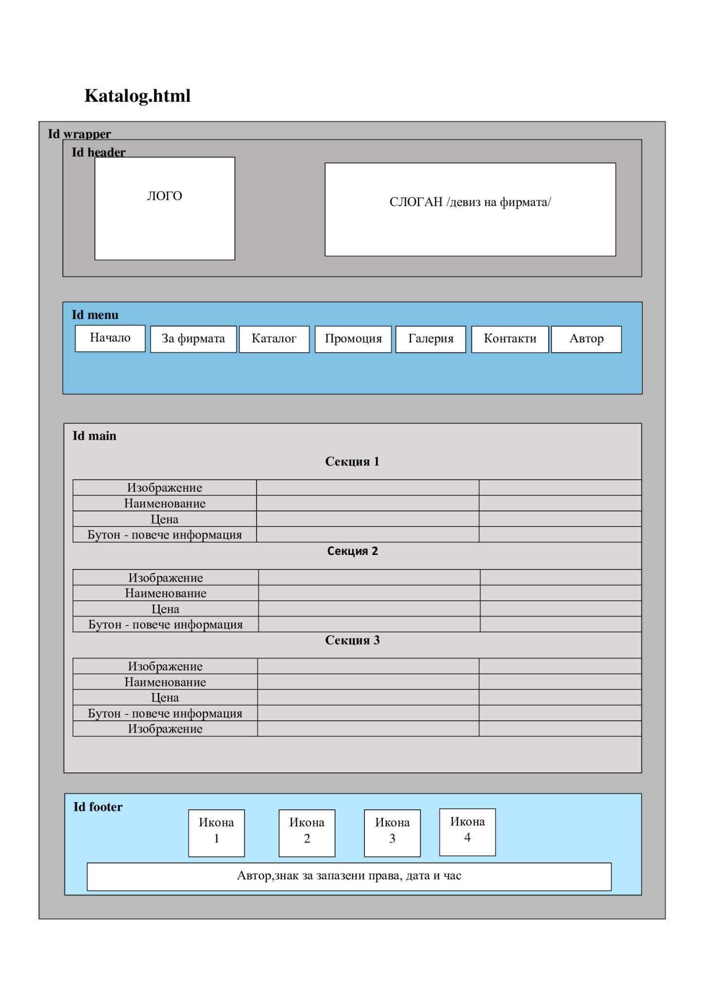 Katalog.html
Id wrapper
Id header
ЛОГО
СЛОГАН /девиз на фирмата/
Id menu
Начало
За фирмата
Каталог
Промоция
Галерия
Контакти
Автор
Id main
Секция 1
Изображение
Наименование
Цена
Бутон - повече информация
Секция 2
Изображение
Наименование
Цена
Бутон - повече информация
Секция 3
Изображение
Наименование
Цена
Бутон - повече информация
Изображение
Id footer
Икона
1
Икона
2
Икона
3
Икона
4
Автор,знак за запазени права, дата и час